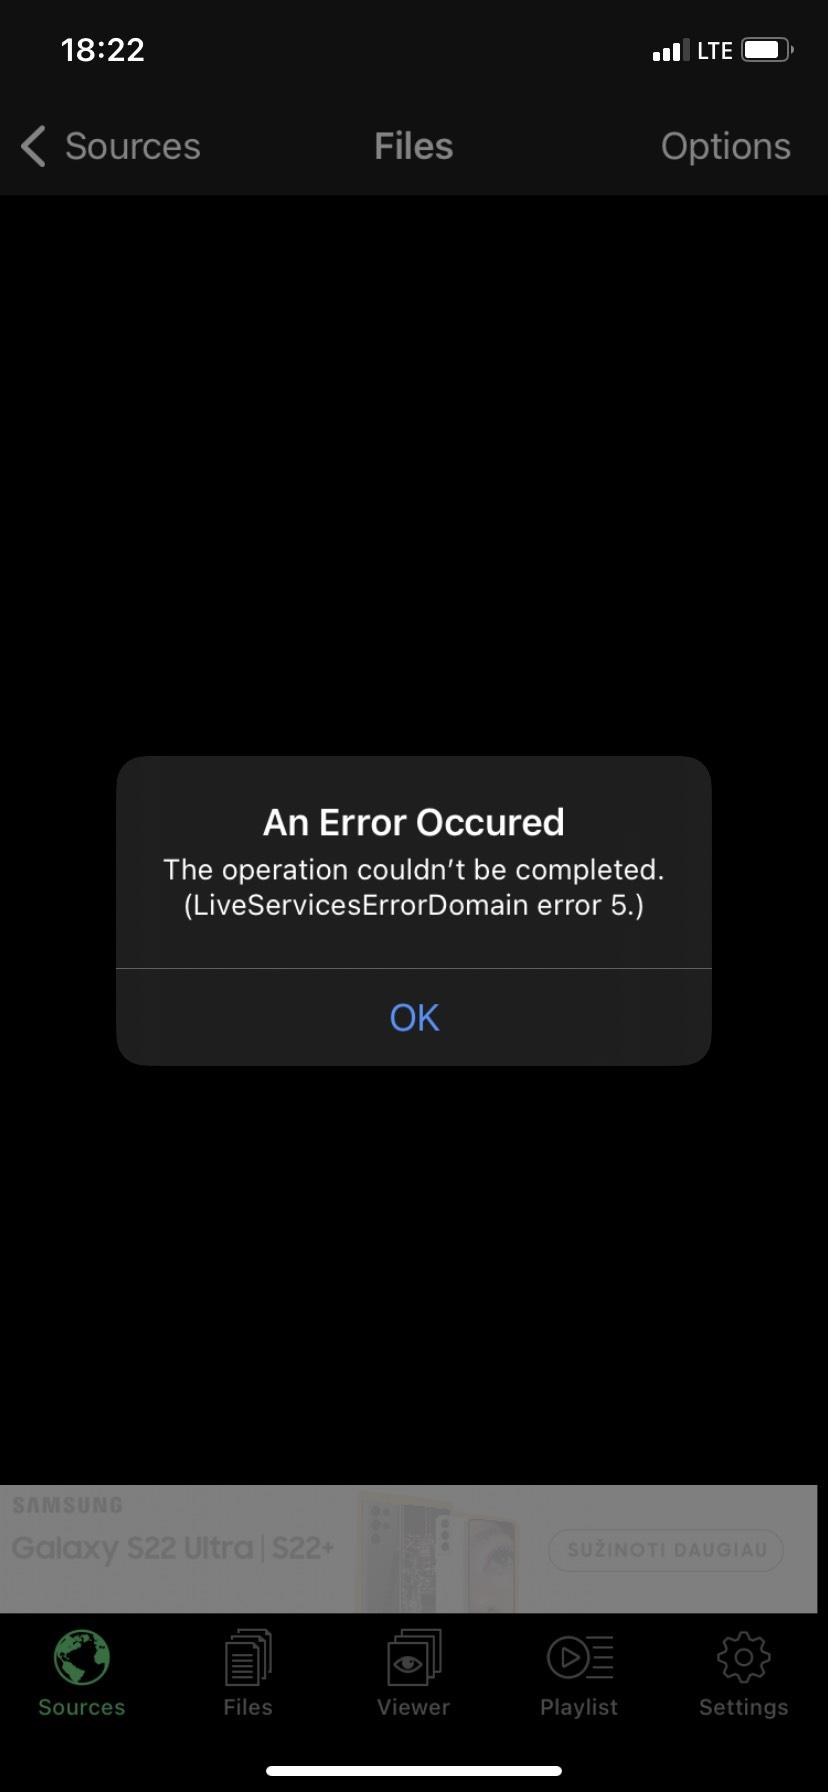 18:22
LTE
Sources
Files
Options
An Error Occured
The operation couldn't be completed.
(LiveServicesErrorDomain error 5.)
OK
SAMSUNG
Galaxy S22 Ultra | S22+
SUŽINOTI DAUGIAU
Sources
Files
Viewer
Playlist
Settings